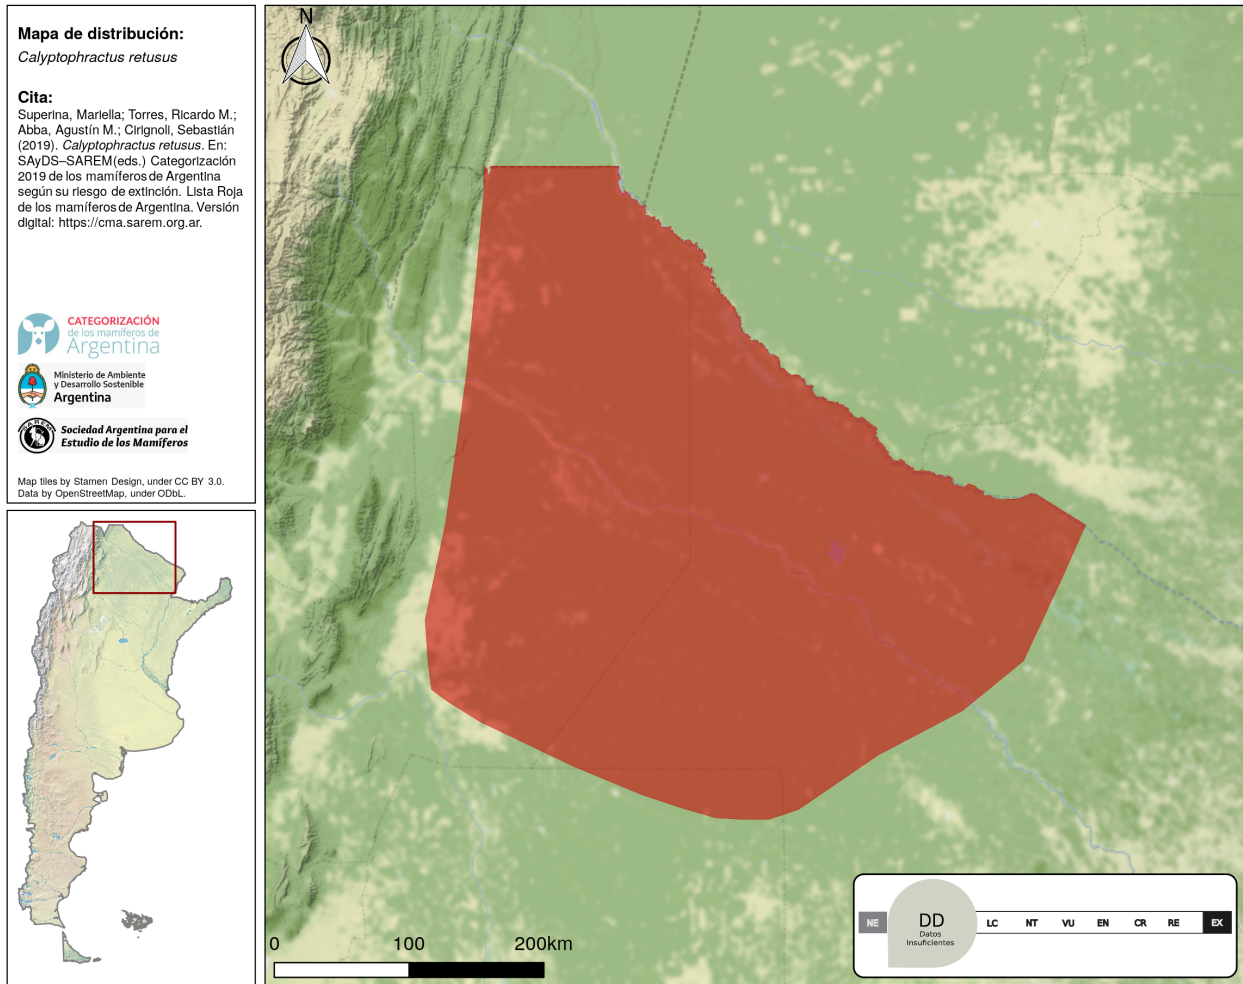 Mapa de distribución:
Calyptophractus retusus
Cita:
Superina, Mariella; Torres, Ricardo M.;
Abba, Agustín M.; Cirignoli, Sebastián
(2019). Calyptophractus retusus. En:
SAyDS–SAREM(eds.) Categorización
2019 de los mamíferos de Argentina
según su riesgo de extinción. Lista Roja
de los mamíferos de Argentina. Versión
digital: https://cma.sarem.org.ar.
CATEGORIZACIÓN
de los mamíferos de
Argentina
Ministerio de Ambiente
y Desarrollo Sostenible
Argentina
SAREM
Sociedad Argentina para el
Estudio de los Mamíferos
Map tiles by Stamen Design, under CC BY 3.0.
Data by OpenStreetMap, under ODbL.
N
0 100 200km
NE DD LC NT VU EN CR RE EX
Datos
Insuficientes